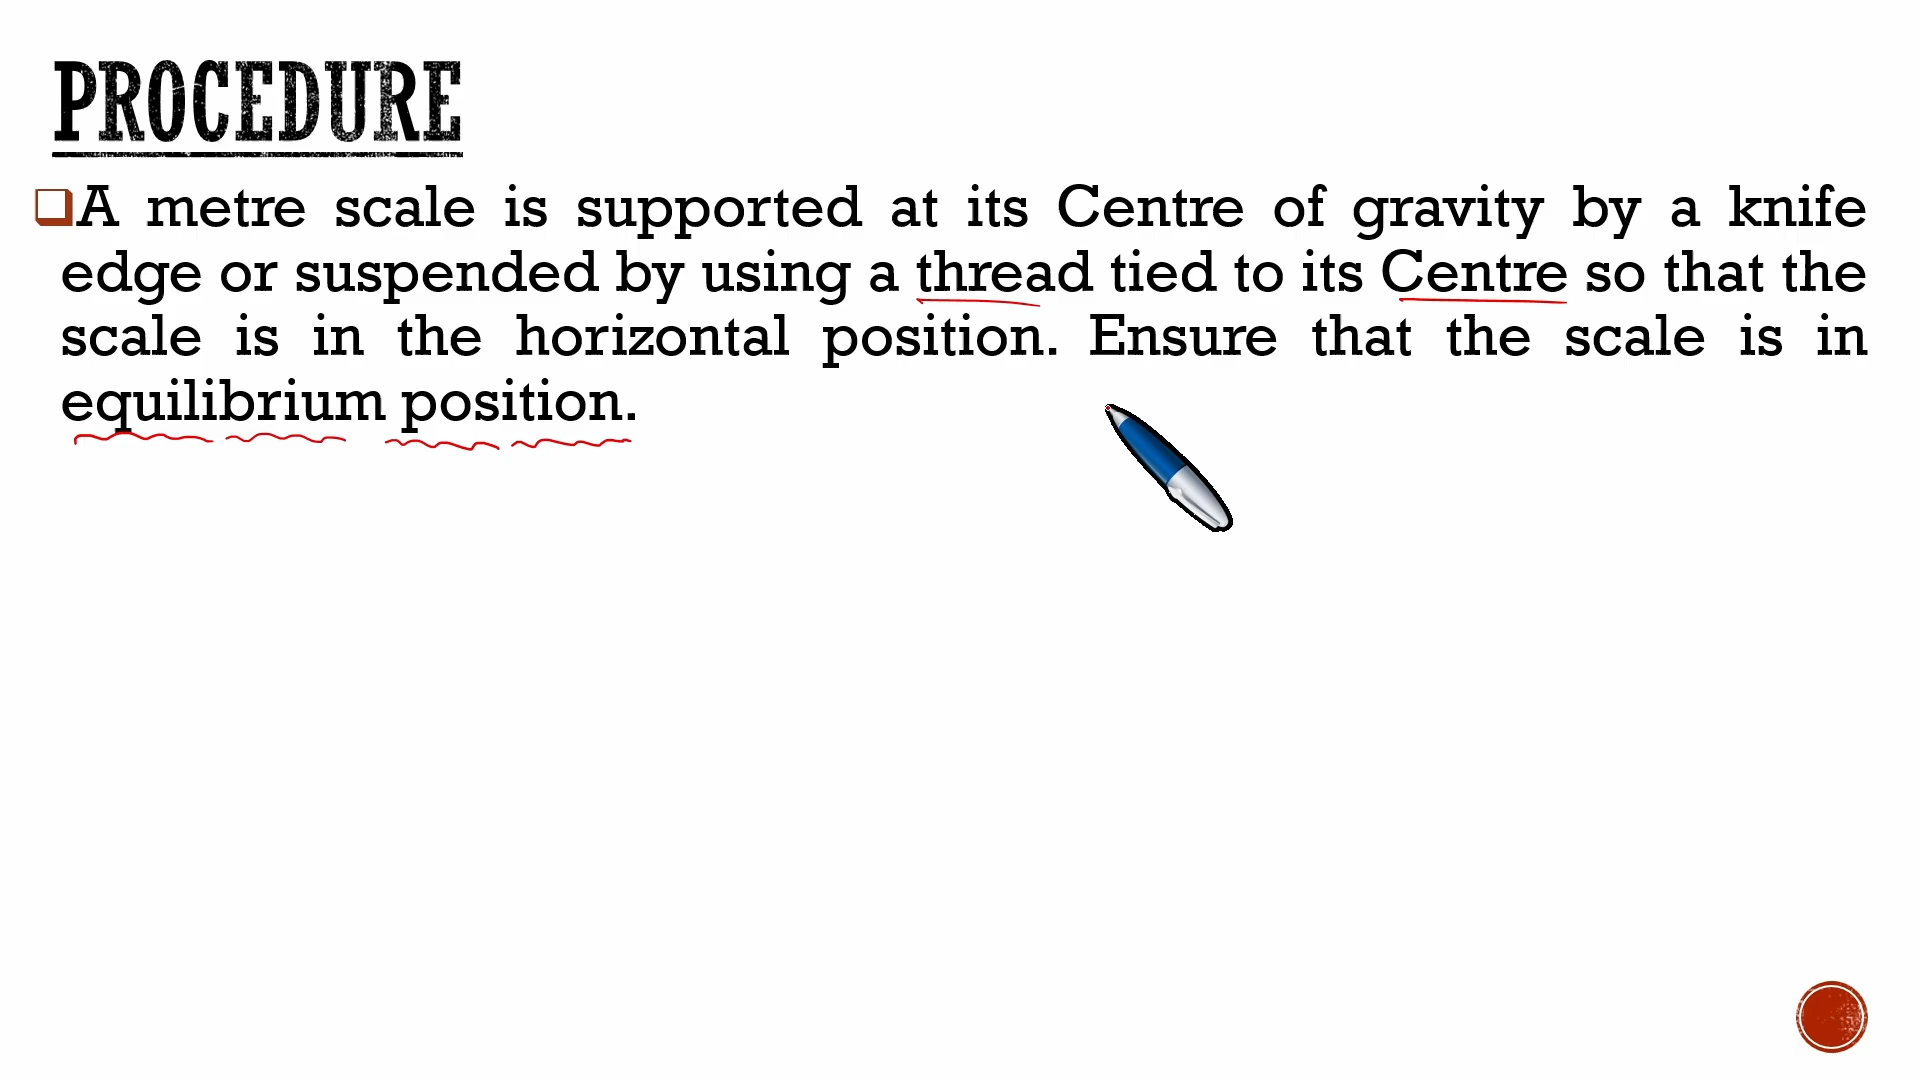 PROCEDURE
A metre scale is supported at its Centre of gravity by a knife
edge or suspended by using a thread tied to its Centre so that the
scale is in the horizontal position. Ensure that the scale is in
equilibrium position.